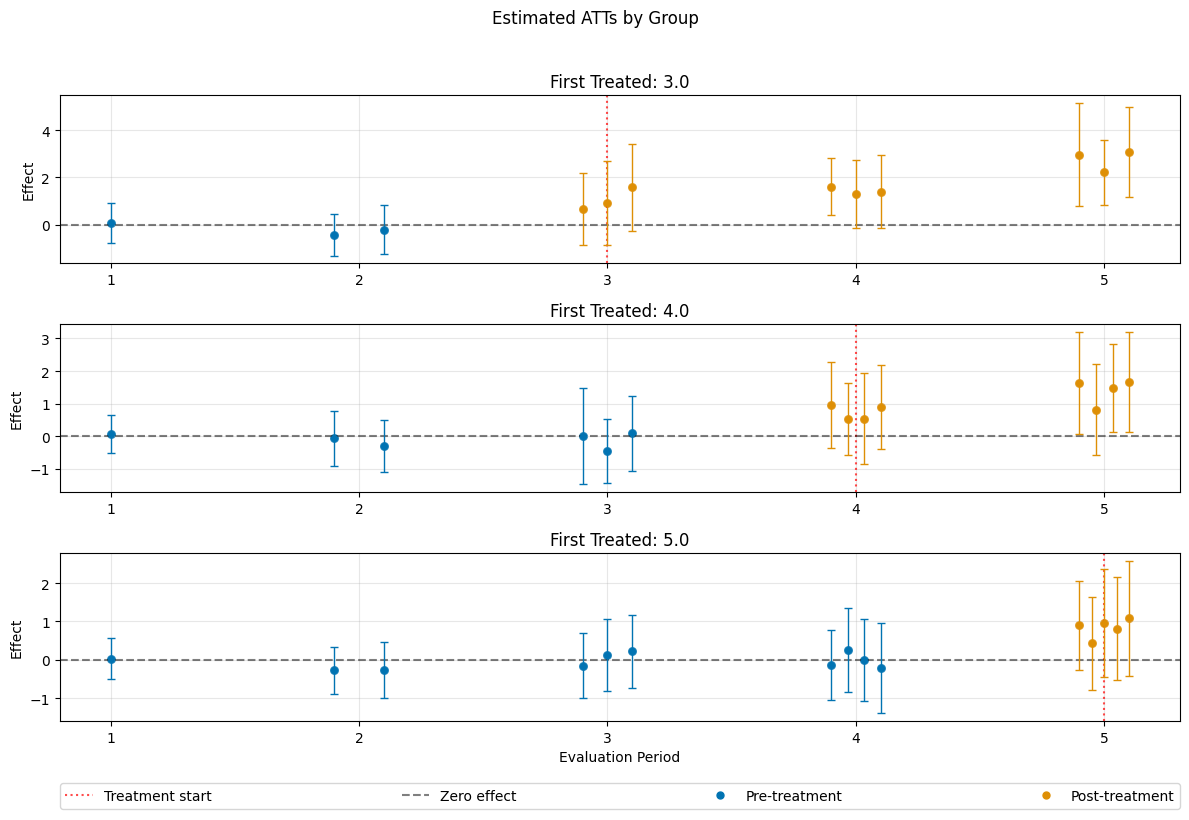 Estimated ATTs by Group
First Treated: 3.0
Effect
4
2
0
1 2 3 4 5
First Treated: 4.0
Effect
3
2
1
0
−1
1 2 3 4 5
First Treated: 5.0
Effect
2
1
0
−1
1 2 3 4 5
Evaluation Period
Treatment start Zero effect Pre-treatment Post-treatment